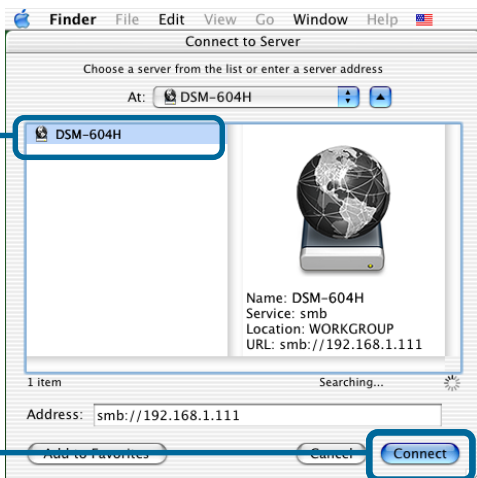 Finder File Edit View Go Window Help
Connect to Server
Choose a server from the list or enter a server address
At: DSM-604H
DSM-604H
Name: DSM-604H
Service: smb
Location: WORKGROUP
URL: smb://192.168.1.111
1 item Searching...
Address: smb://192.168.1.111
Add to Favorites Cancel Connect